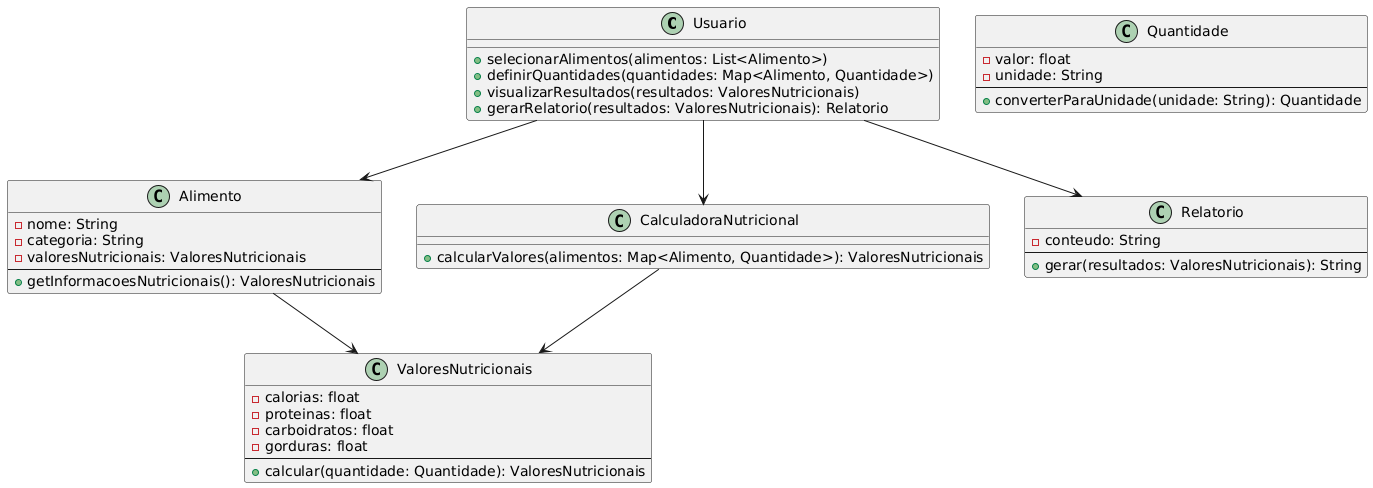 C Usuario
selecionarAlimentos(alimentos: List<Alimento>)
definirQuantidades(quantidades: Map<Alimento, Quantidade>)
visualizarResultados(resultados: ValoresNutricionais)
gerarRelatorio(resultados: ValoresNutricionais): Relatorio
C Quantidade
valor: float
unidade: String
converterParaUnidade(unidade: String): Quantidade
C Alimento
nome: String
categoria: String
valoresNutricionais: ValoresNutricionais
getInformacoesNutricionais(): ValoresNutricionais
C CalculadoraNutricional
calcularValores(alimentos: Map<Alimento, Quantidade>): ValoresNutricionais
C Relatorio
conteudo: String
gerar(resultados: ValoresNutricionais): String
C ValoresNutricionais
calorias: float
proteinas: float
carboidratos: float
gorduras: float
calcular(quantidade: Quantidade): ValoresNutricionais